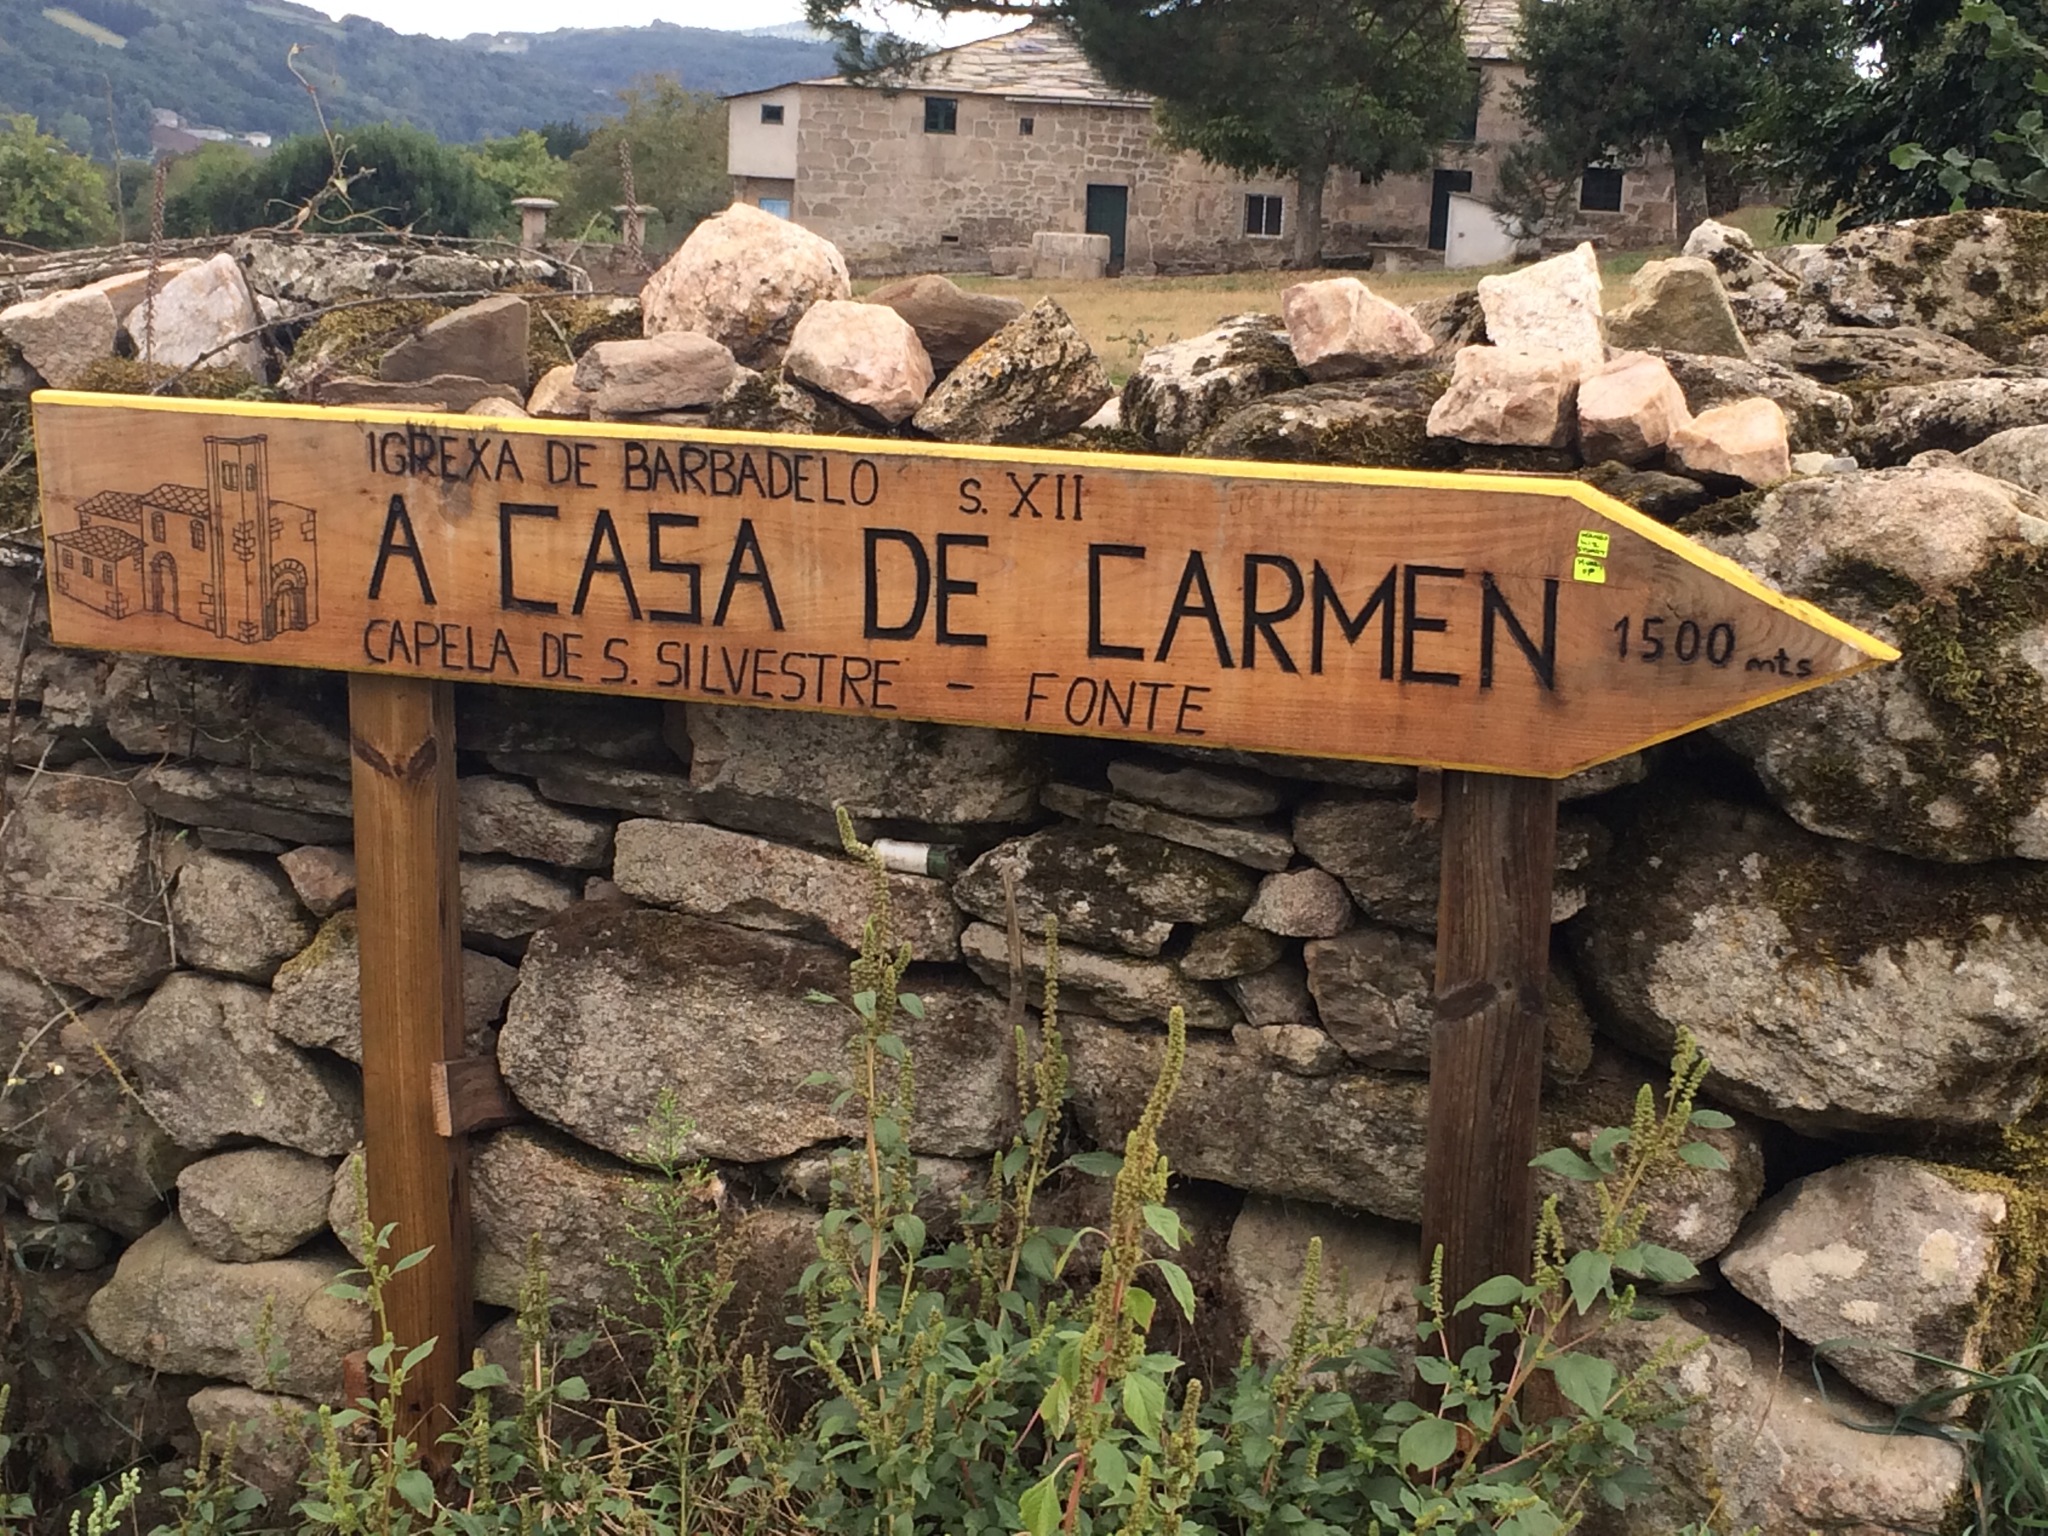 IGREXA DE BARBADELO S. XII
A CASA DE CARMEN
1500 mts
CAPELA DE S. SILVESTRE - FONTE